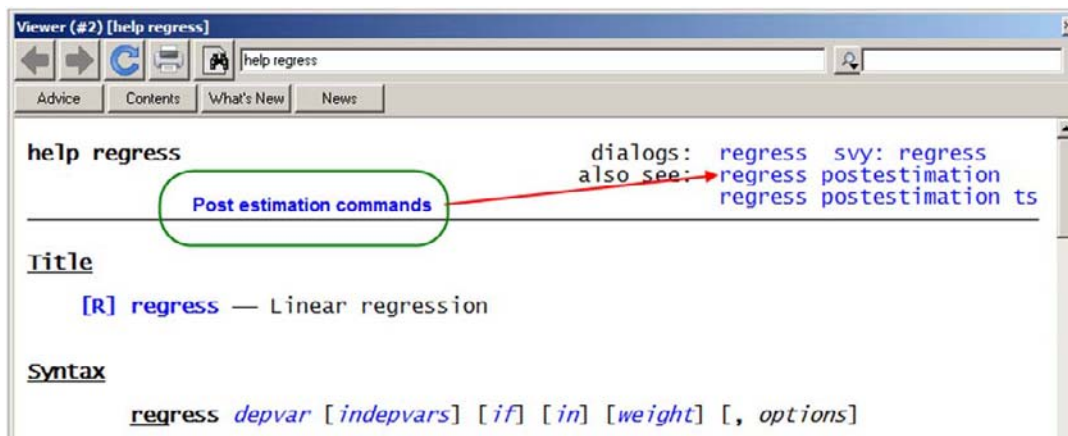 Viewer (#2) [help regress]
help regress
Advice Contents What's New News
help regress dialogs: regress svy: regress
also see: regress postestimation
Post estimation commands regress postestimation ts
Title
[R] regress — Linear regression
Syntax
regress depvar [indepvars] [if] [in] [weight] [, options]